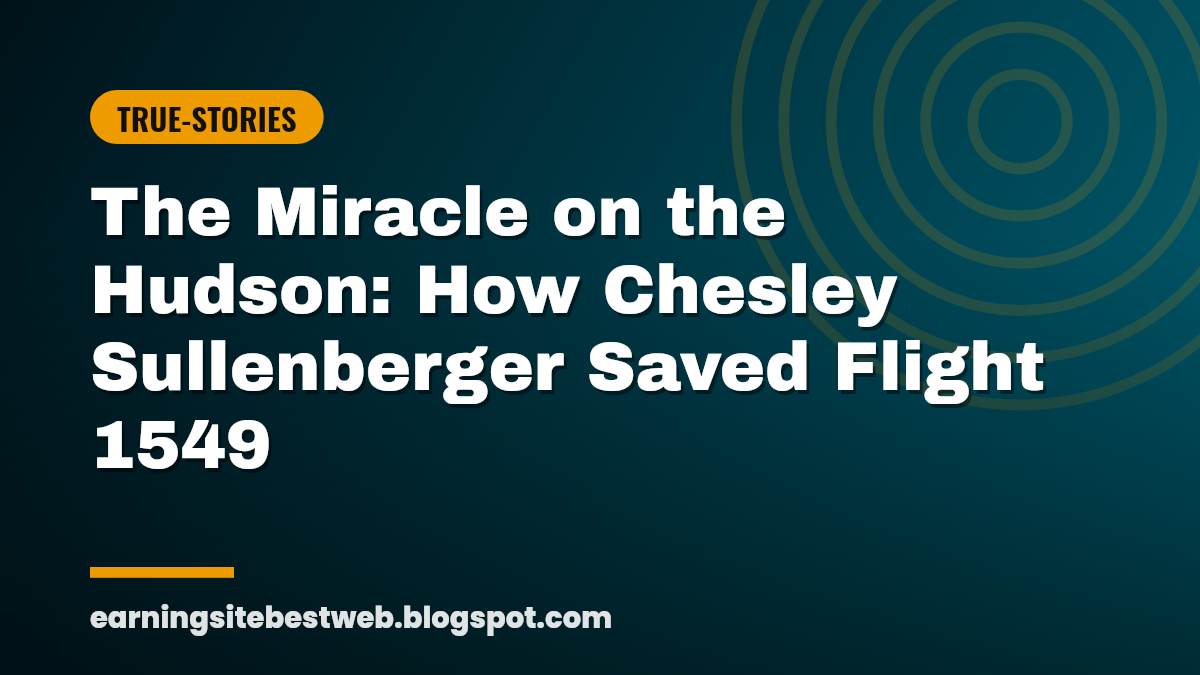 TRUE-STORIES
The Miracle on the
Hudson: How Chesley
Sullenberger Saved Flight
1549
earningsitebestweb.blogspot.com